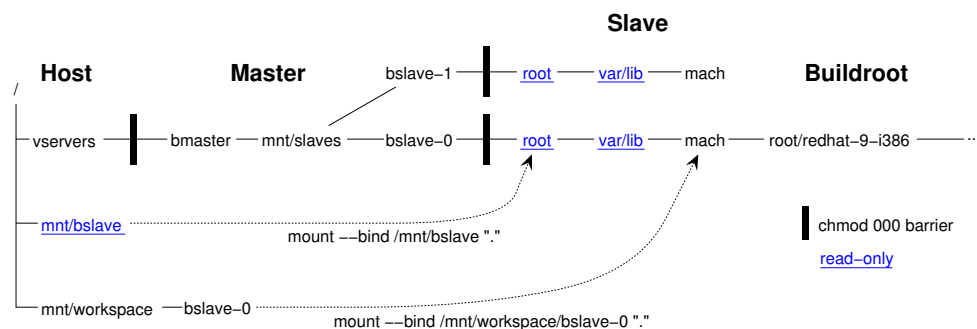 Slave
Host Master bslave−1 root var/lib mach Buildroot
/
vservers bmaster mnt/slaves bslave−0 root var/lib mach root/redhat−9−i386 ...
mnt/bslave
mount −−bind /mnt/bslave "."
chmod 000 barrier
read−only
mnt/workspace bslave−0
mount −−bind /mnt/workspace/bslave−0 "."